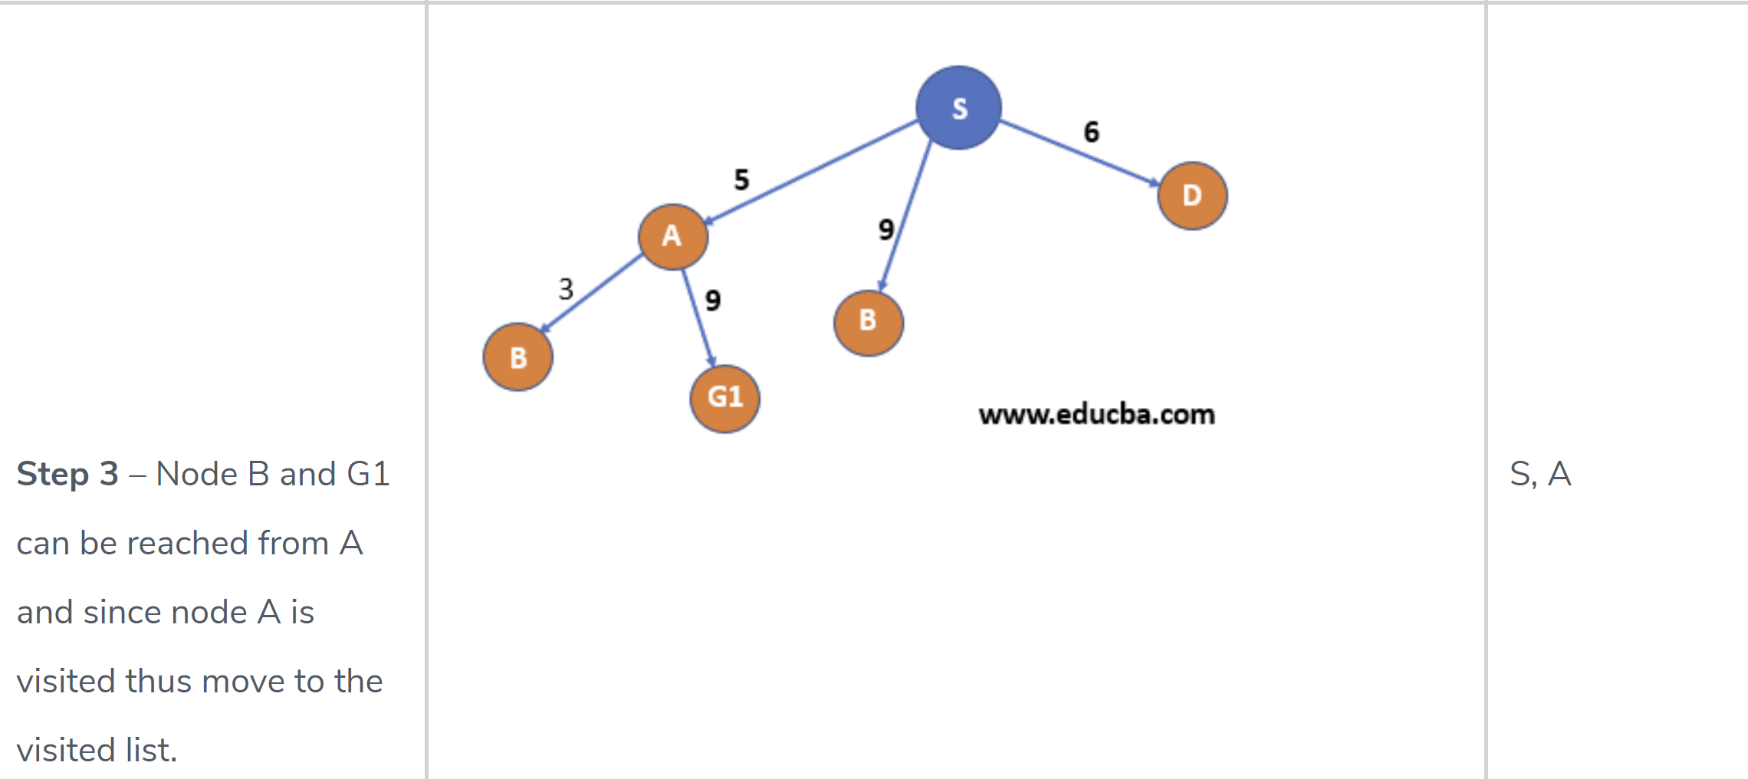 S
6
5
D
A
9
3
9
B
B
G1
www.educba.com
Step 3 – Node B and G1
can be reached from A
and since node A is
visited thus move to the
visited list.
S, A